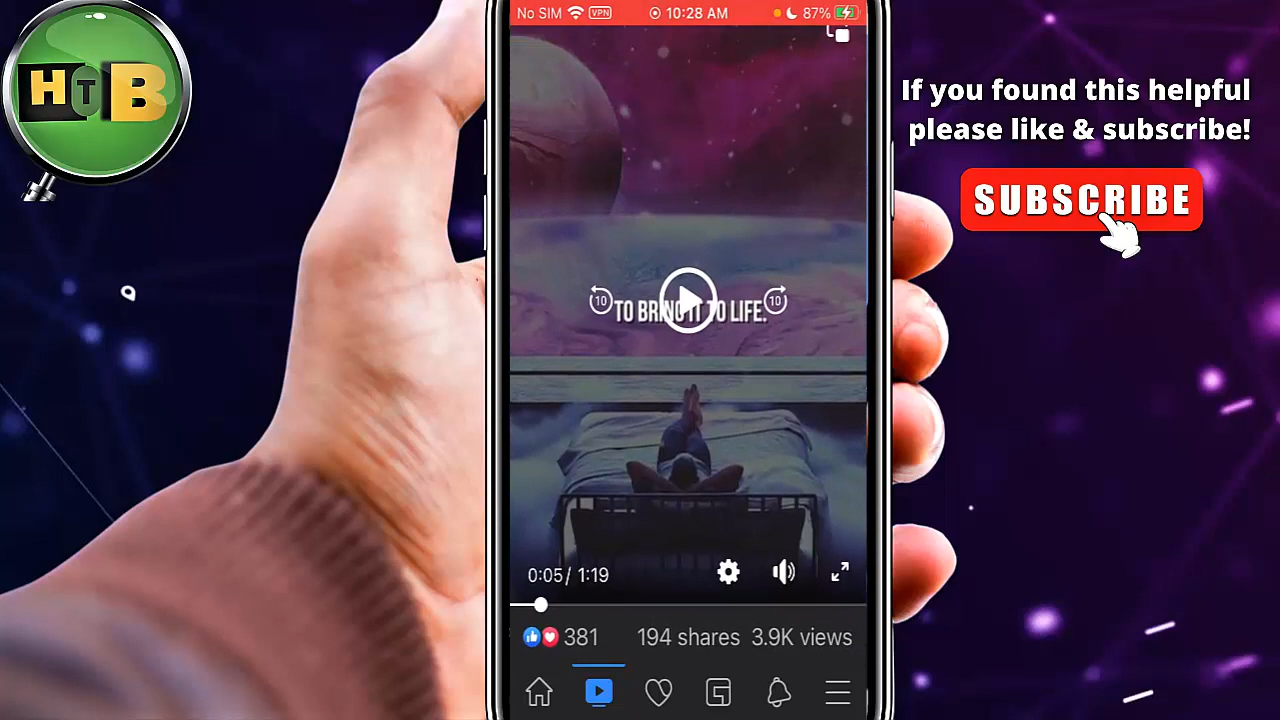 HTB
No SIM VPN 10:28 AM 87%
If you found this helpful
please like & subscribe!
SUBSCRIBE
10 10
TO BRING IT TO LIFE.
0:05/ 1:19
381 194 shares 3.9K views